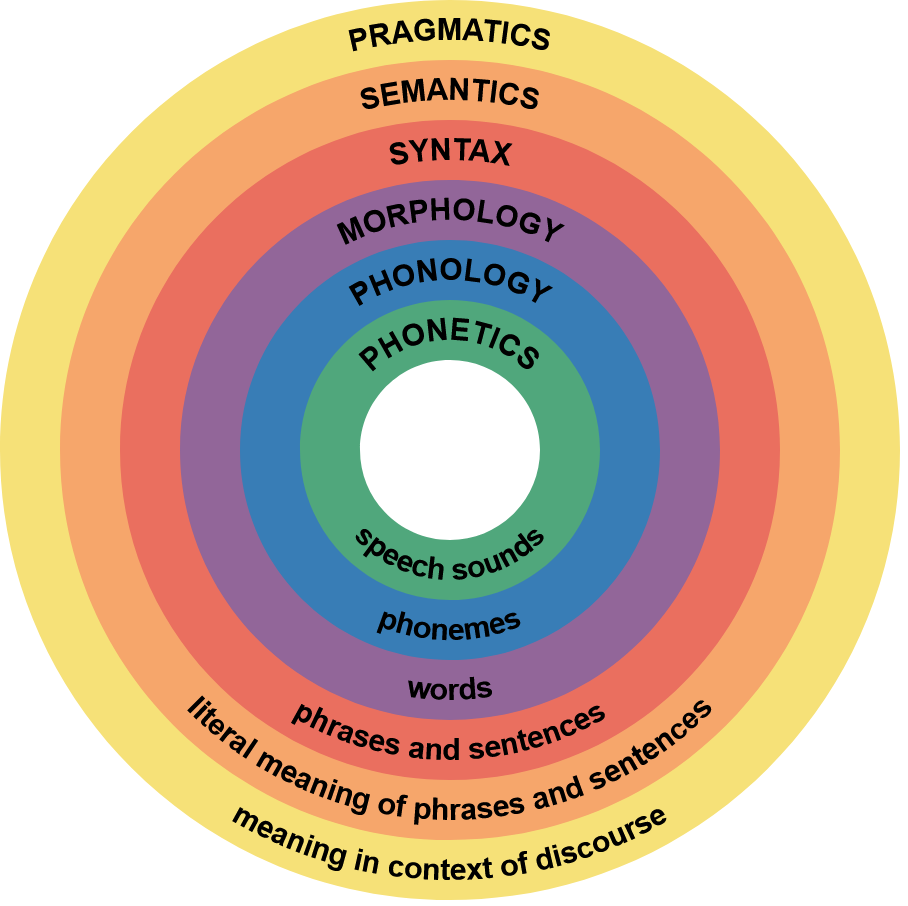 PRAGMATICS
SEMANTICS
SYNTAX
MORPHOLOGY
PHONOLOGY
PHONETICS
speech sounds
phonemes
words
phrases and sentences
literal meaning of phrases and sentences
meaning in context of discourse